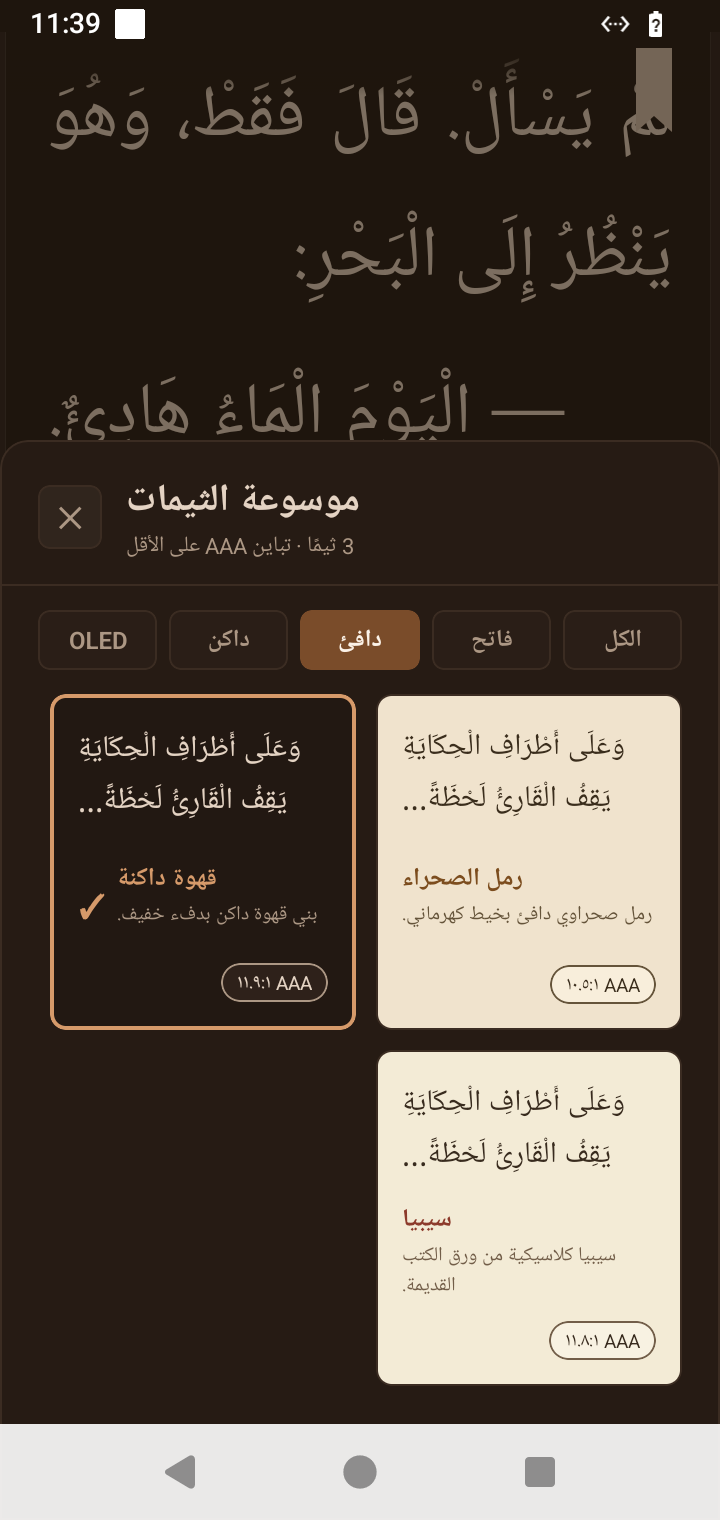 11:39
لَمْ يَسْأَلْ. قَالَ فَقَطْ، وَهُوَ
يَنْظُرُ إِلَى الْبَحْرِ:
— الْيَوْمَ الْمَاءُ هَادِئٌ.
موسوعة الثيمات
3 ثيمًا · تباين AAA على الأقل
الكل
فاتح
دافئ
داكن
OLED
وَعَلَى أَطْرَافِ الْحِكَايَةِ
يَقِفُ الْقَارِئُ لَحْظَةً...
رمل الصحراء
رمل صحراوي دافئ بخيط كهرماني.
AAA ١٠.٥:١
وَعَلَى أَطْرَافِ الْحِكَايَةِ
يَقِفُ الْقَارِئُ لَحْظَةً...
قهوة داكنة
بني قهوة داكن بدفء خفيف.
✓
AAA ١١.٩:١
وَعَلَى أَطْرَافِ الْحِكَايَةِ
يَقِفُ الْقَارِئُ لَحْظَةً...
سيبيا
سيبيا كلاسيكية من ورق الكتب
القديمة.
AAA ١١.٨:١